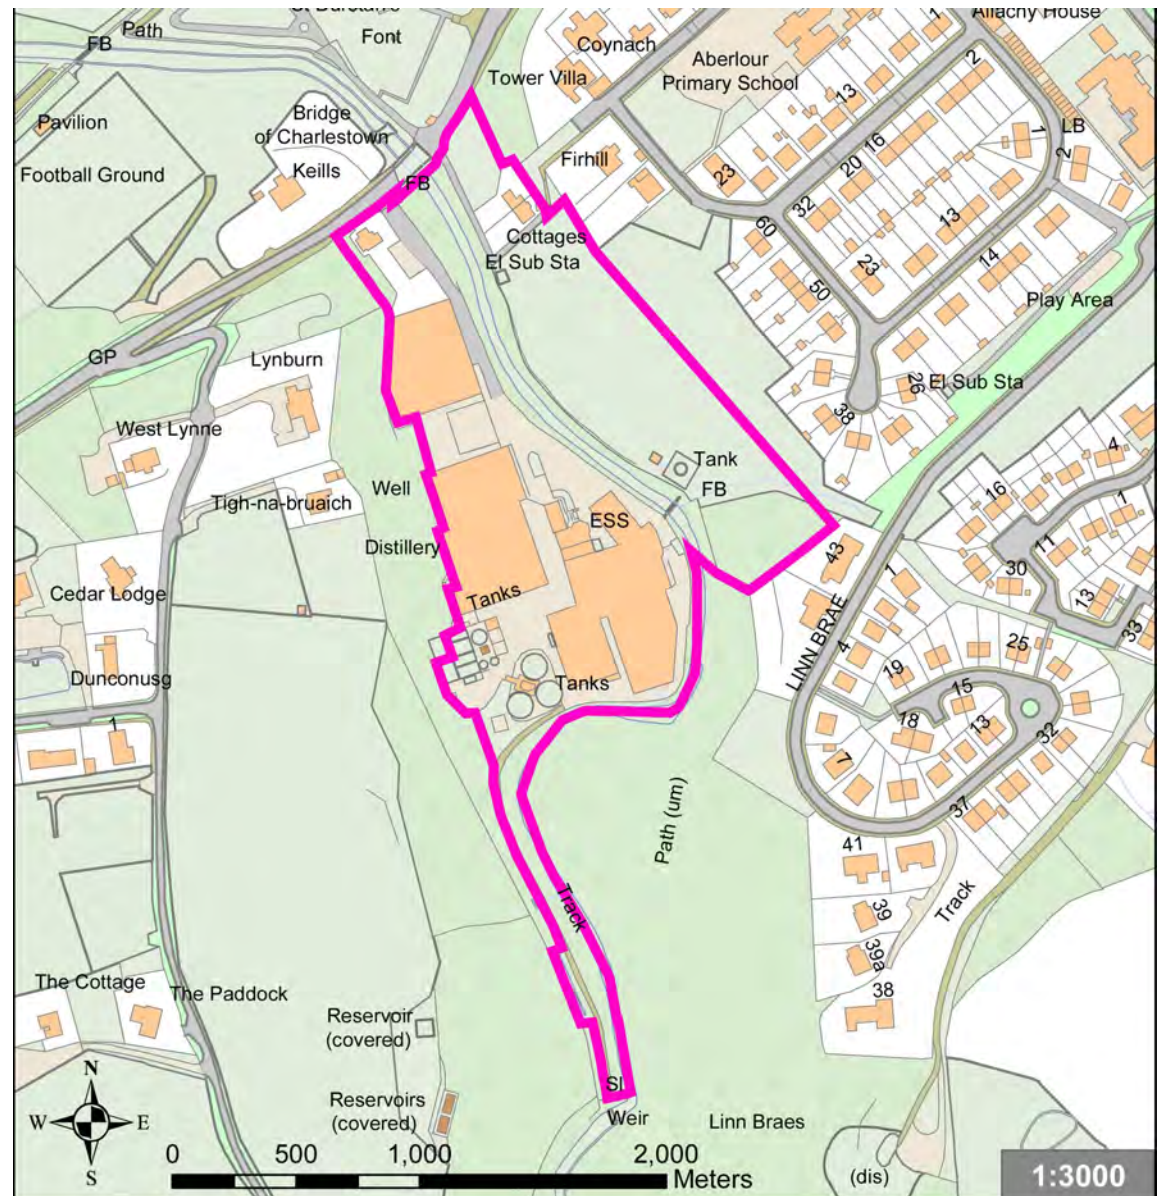 Path
FB
Font
Coynach
Allachy House
Tower Villa
Aberlour
Primary School
13
1
2
Pavilion
Bridge
of Charlestown
Keills
Football Ground
FB
Firhill
23
20
16
32
1
LB
2
Cottages
El Sub Sta
60
50
23
13
14
Play Area
GP
Lynburn
West Lynne
38
26
El Sub Sta
Tank
FB
4
16
1
Tigh-na-bruaich
Well
Distillery
ESS
43
11
30
13
33
Cedar Lodge
Tanks
LINN BRAE
1
4
19
25
Dunconusg
Tanks
1
15
18
13
32
7
37
Path (um)
41
Track
39
39a
Track
38
The Cottage
The Paddock
Reservoir
(covered)
Reservoirs
(covered)
Sl
Weir
Linn Braes
(dis)
N
W
E
S
0
500
1,000
2,000
Meters
1:3000